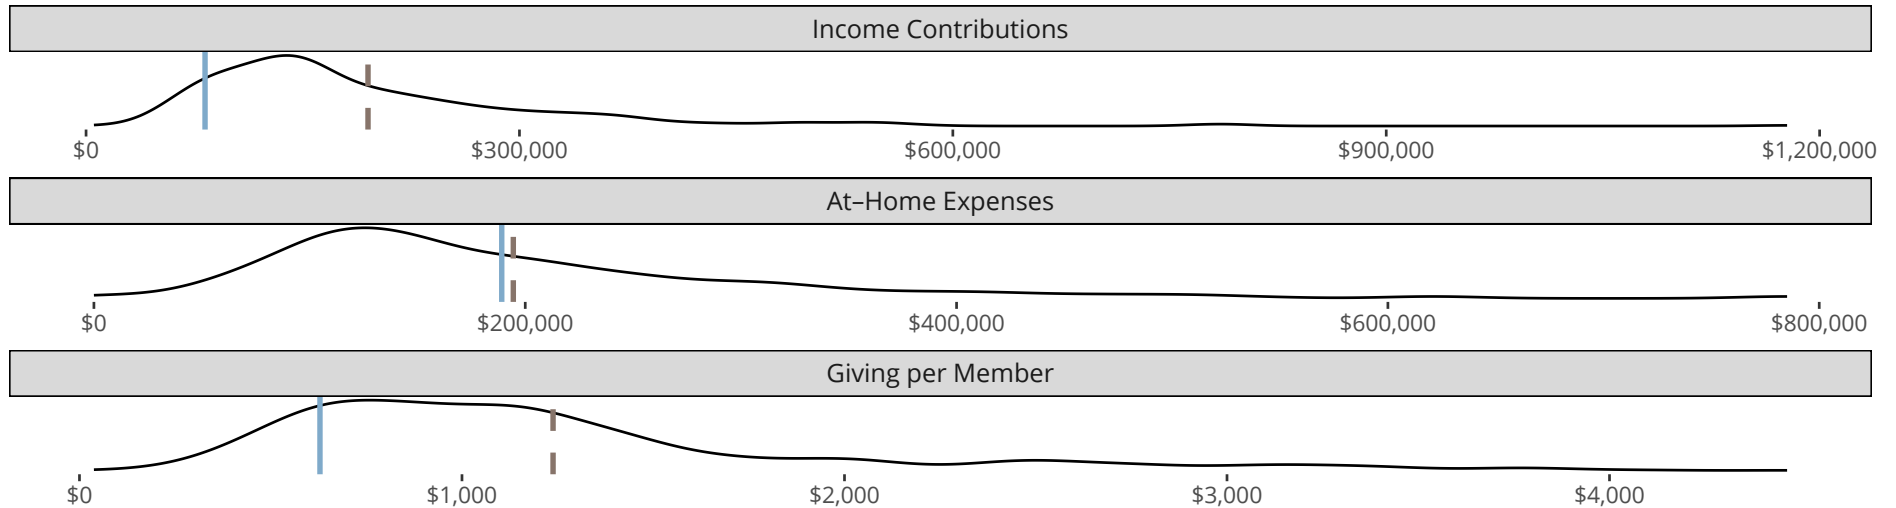 Income Contributions
$0 $300,000 $600,000 $900,000 $1,200,000
At–Home Expenses
$0 $200,000 $400,000 $600,000 $800,000
Giving per Member
$0 $1,000 $2,000 $3,000 $4,000